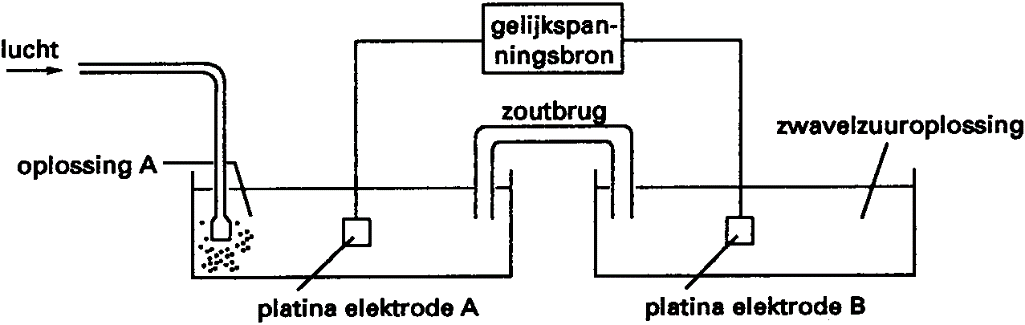 gelijkspan-
ningsbron
lucht
zoutbrug
zwavelzuuroplossing
oplossing A
platina elektrode A
platina elektrode B